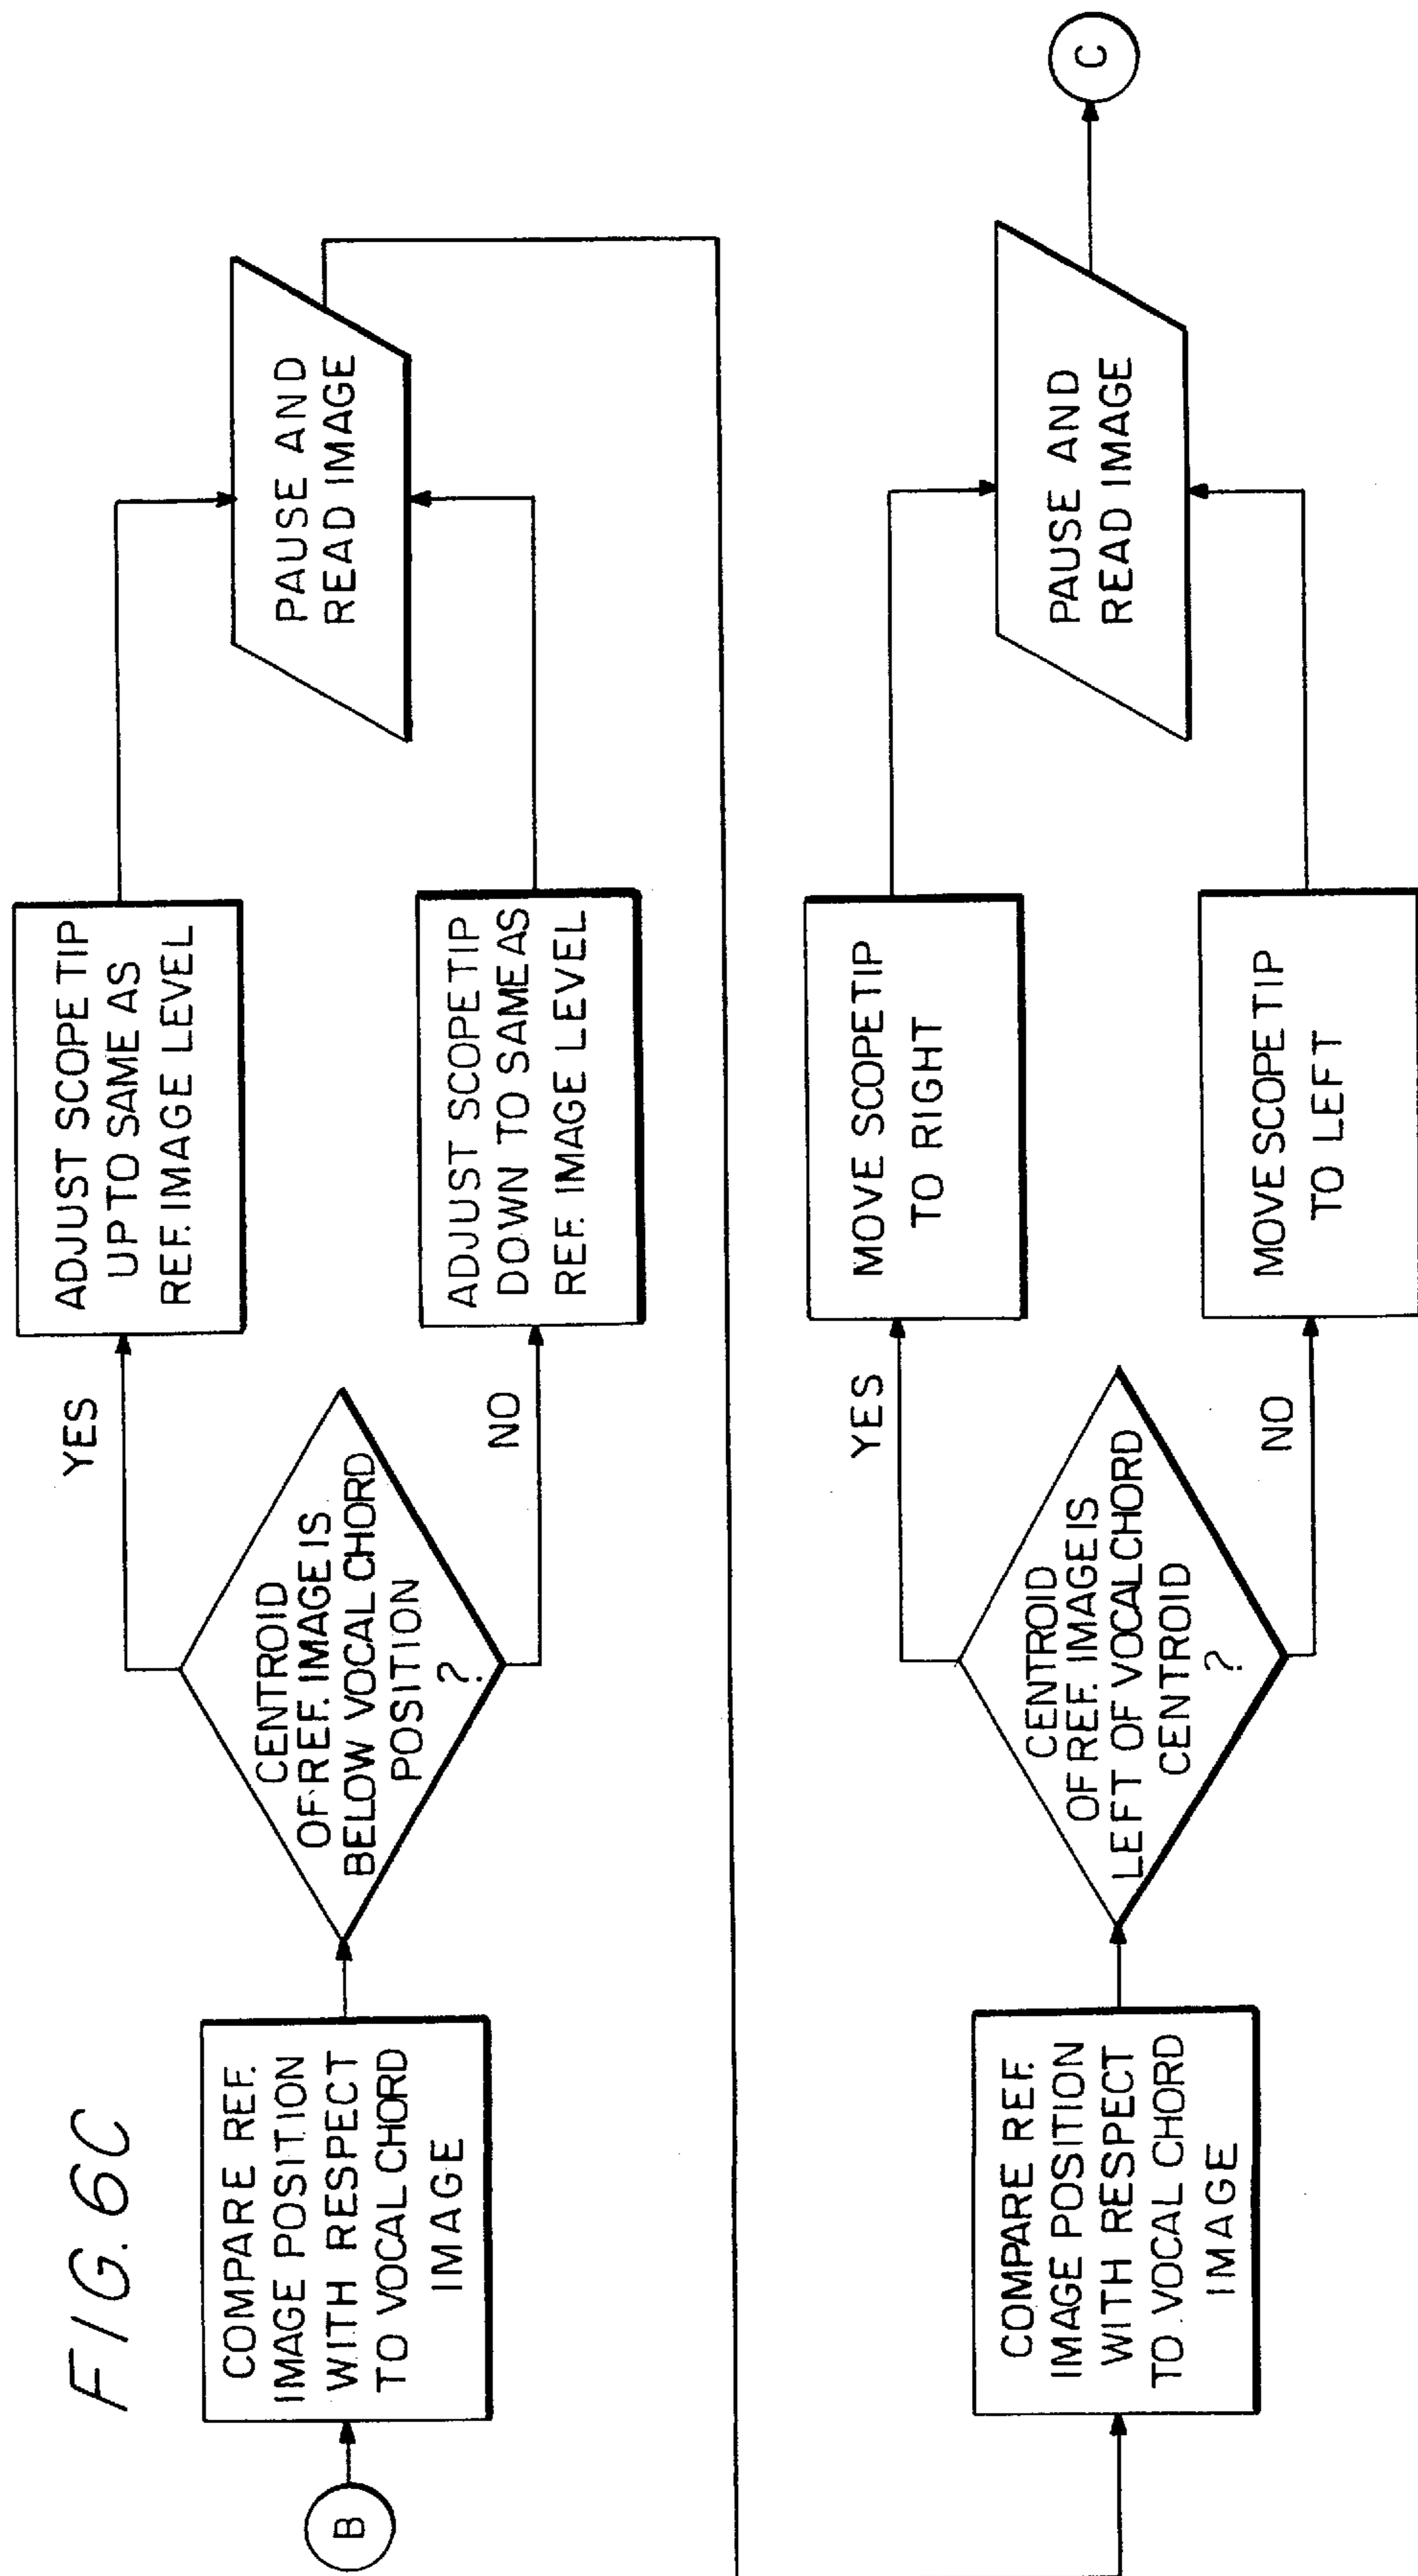 FIG. 6C
B
COMPARE REF.
IMAGE POSITION
WITH RESPECT
TO VOCAL CHORD
IMAGE
CENTROID
OF REF. IMAGE IS
BELOW VOCAL CHORD
POSITION
?
YES
NO
ADJUST SCOPE TIP
UP TO SAME AS
REF. IMAGE LEVEL
ADJUST SCOPE TIP
DOWN TO SAME AS
REF. IMAGE LEVEL
PAUSE AND
READ IMAGE
COMPARE REF.
IMAGE POSITION
WITH RESPECT
TO VOCAL CHORD
IMAGE
CENTROID
OF REF. IMAGE IS
LEFT OF VOCAL CHORD
CENTROID
?
YES
NO
MOVE SCOPE TIP
TO RIGHT
MOVE SCOPE TIP
TO LEFT
PAUSE AND
READ IMAGE
C